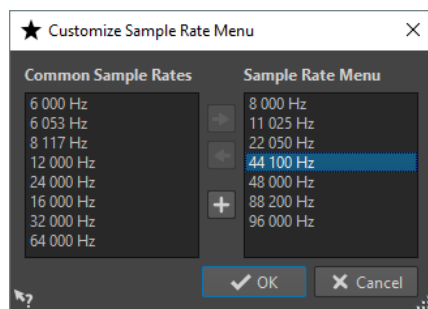 Customize Sample Rate Menu
Common Sample Rates
6 000 Hz
6 053 Hz
8 117 Hz
12 000 Hz
24 000 Hz
16 000 Hz
32 000 Hz
64 000 Hz
Sample Rate Menu
8 000 Hz
11 025 Hz
22 050 Hz
44 100 Hz
48 000 Hz
88 200 Hz
96 000 Hz
OK
Cancel
?